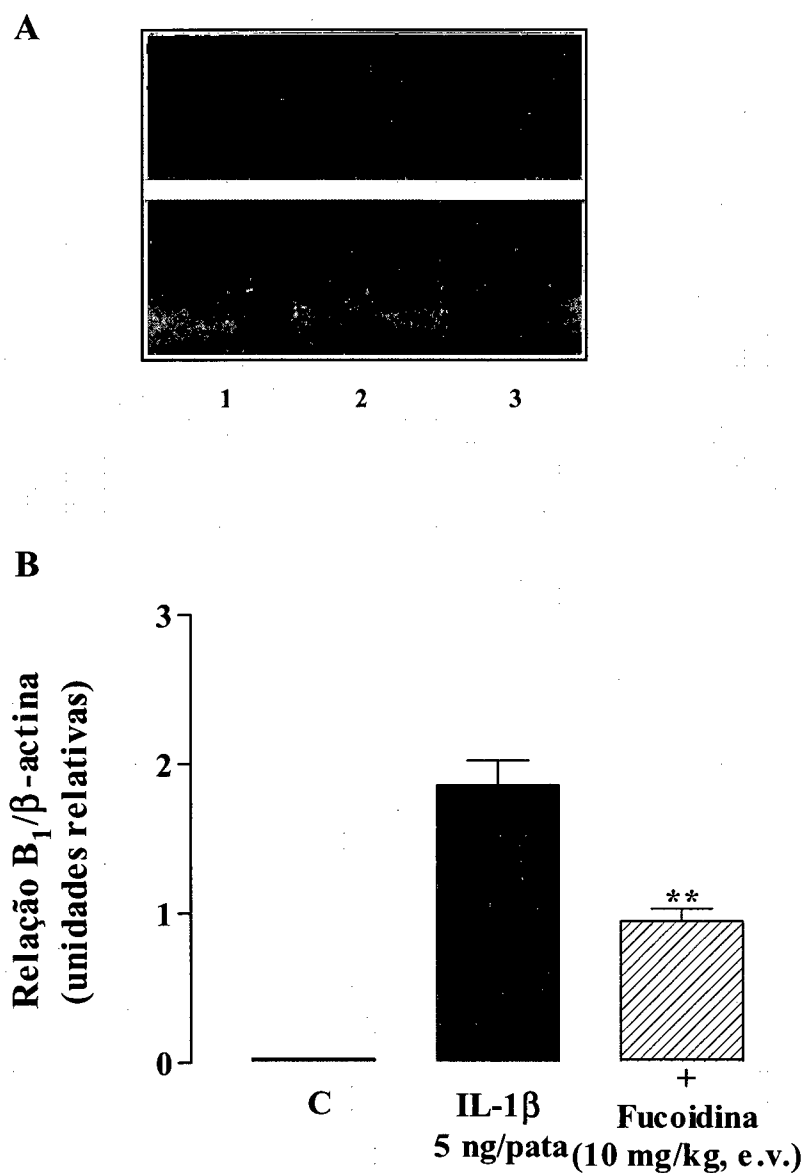 A
1 2 3
B
Relação B₁/β-actina
(unidades relativas)
3
2
1
0
**
C
IL-1β
5 ng/pata
+
Fucoidina
(10 mg/kg, e.v.)